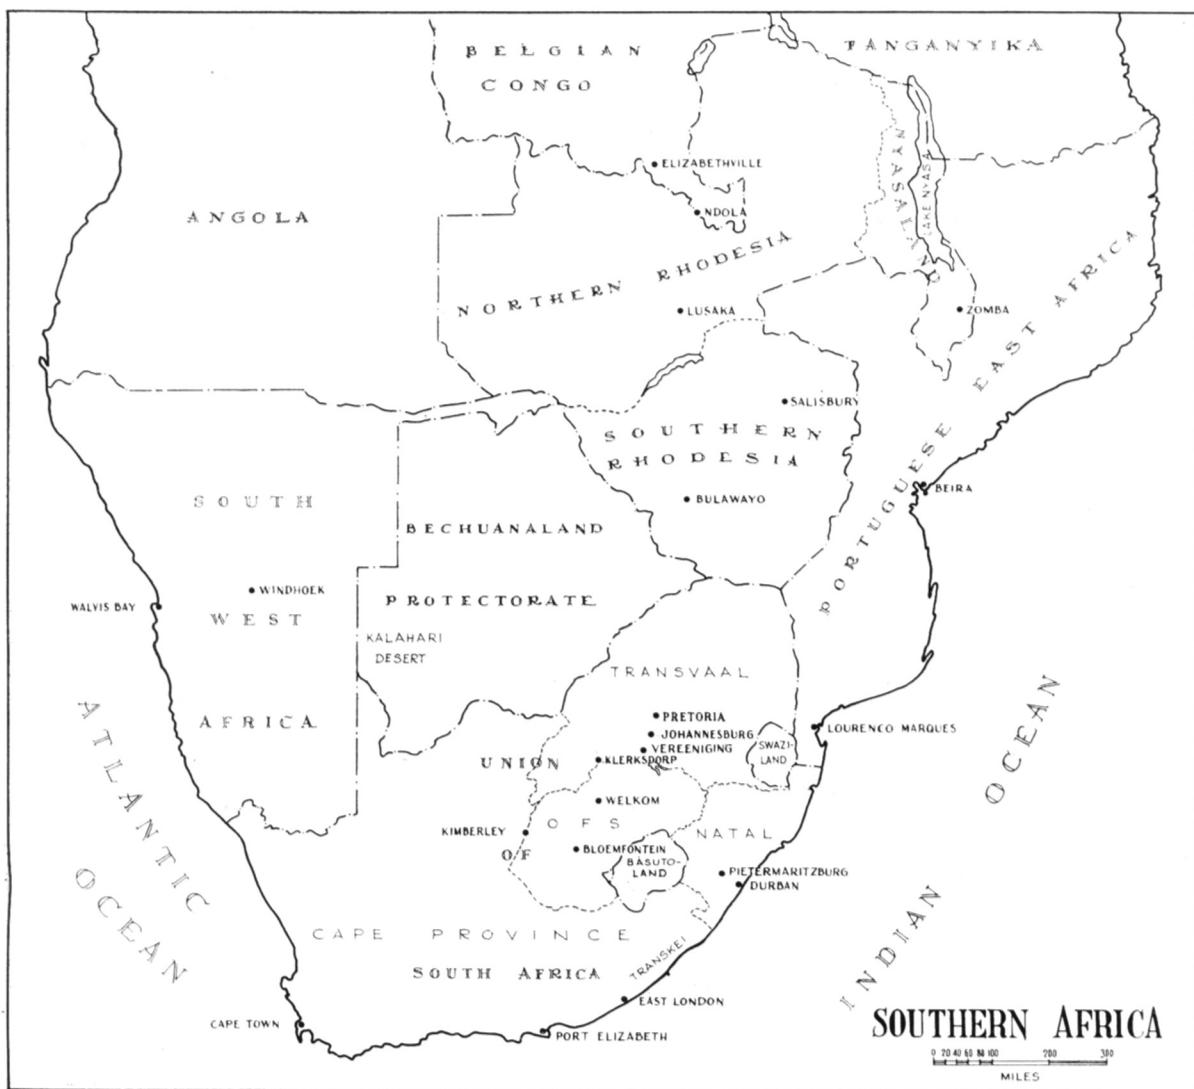 BELGIAN
CONGO
TANGANYIKA
ELIZABETHVILLE
NYASALAND
LAKE NYASA
ANGOLA
NDOLA
NORTHERN RHODESIA
LUSAKA
ZOMBA
PORTUGUESE EAST AFRICA
SALISBURY
SOUTHERN
RHODESIA
BULAWAYO
BEIRA
SOUTH
WEST
AFRICA
BECHUANALAND
PROTECTORATE
WINDHOEK
WALVIS BAY
KALAHARI
DESERT
TRANSVAAL
PRETORIA
JOHANNESBURG
VEREENIGING
KLERKSDORP
SWAZI-
LAND
LOURENCO MARQUES
UNION
OF
SOUTH AFRICA
WELKOM
OFS
KIMBERLEY
BLOEMFONTEIN
BASUTO-
LAND
NATAL
PIETERMARITZBURG
DURBAN
CAPE PROVINCE
TRANSKEI
EAST LONDON
PORT ELIZABETH
CAPE TOWN
ATLANTIC
OCEAN
INDIAN OCEAN
SOUTHERN AFRICA
0 20 40 60 80 100 200 300
MILES